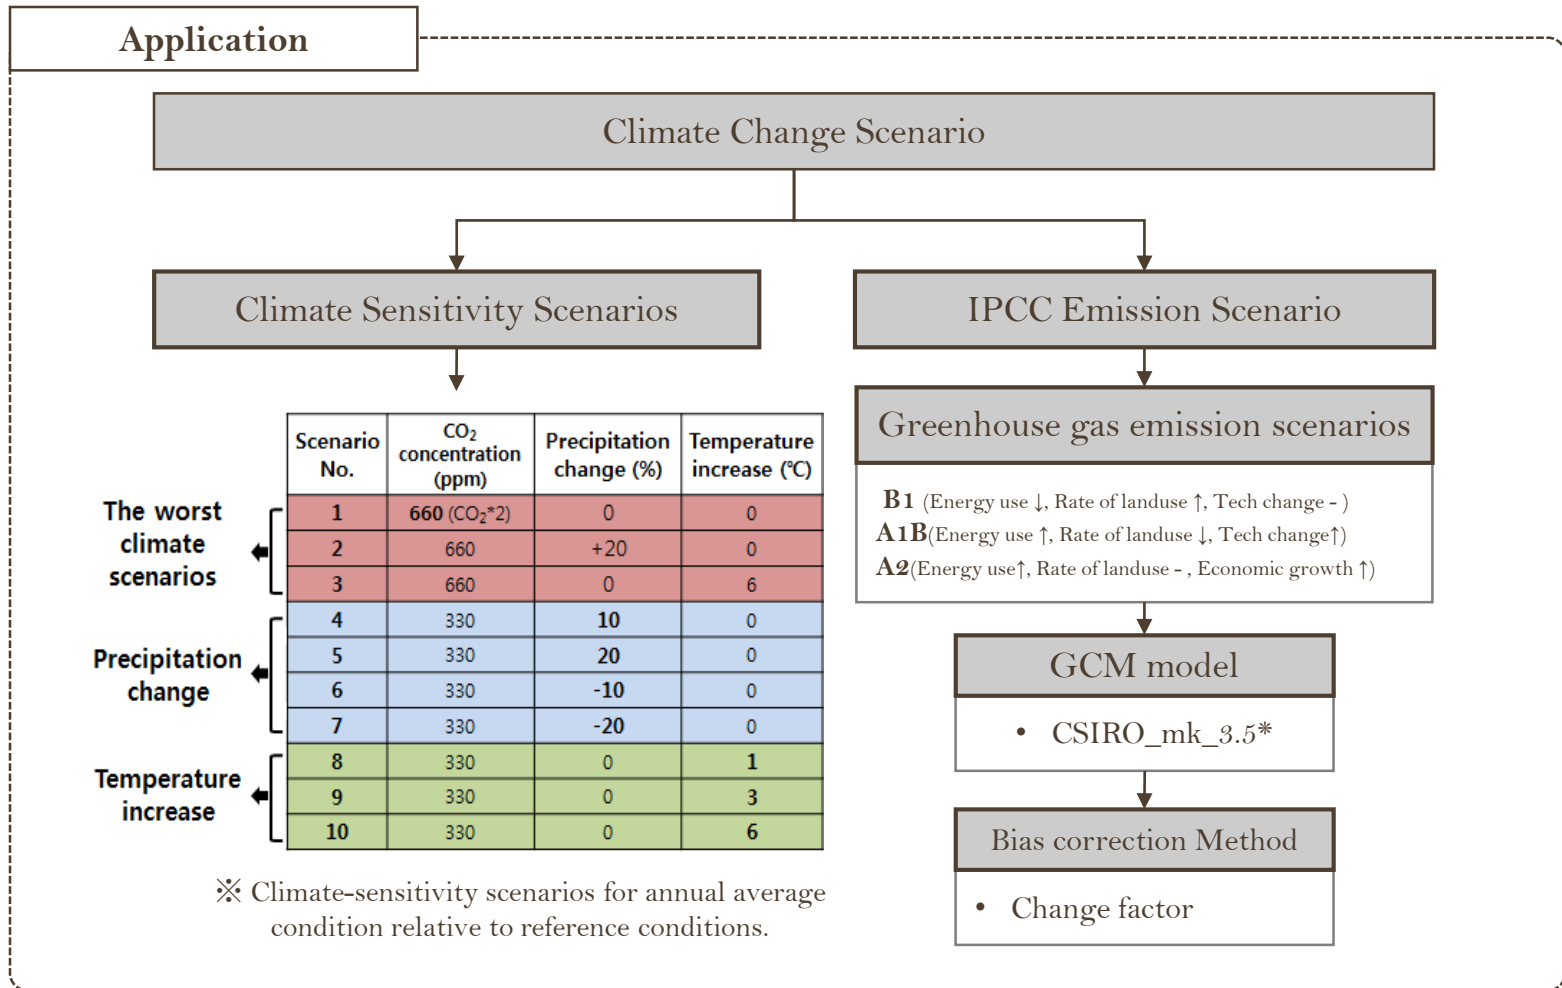 Application
Climate Change Scenario
Climate Sensitivity Scenarios
IPCC Emission Scenario
Scenario No. CO₂ concentration (ppm) Precipitation change (%) Temperature increase (℃)
The worst climate scenarios
1 660 (CO₂*2) 0 0
2 660 +20 0
3 660 0 6
Precipitation change
4 330 10 0
5 330 20 0
6 330 -10 0
7 330 -20 0
Temperature increase
8 330 0 1
9 330 0 3
10 330 0 6
※ Climate-sensitivity scenarios for annual average
condition relative to reference conditions.
Greenhouse gas emission scenarios
B1 (Energy use ↓, Rate of landuse ↑, Tech change - )
A1B(Energy use ↑, Rate of landuse ↓, Tech change↑)
A2(Energy use↑, Rate of landuse - , Economic growth ↑)
GCM model
• CSIRO_mk_3.5*
Bias correction Method
• Change factor